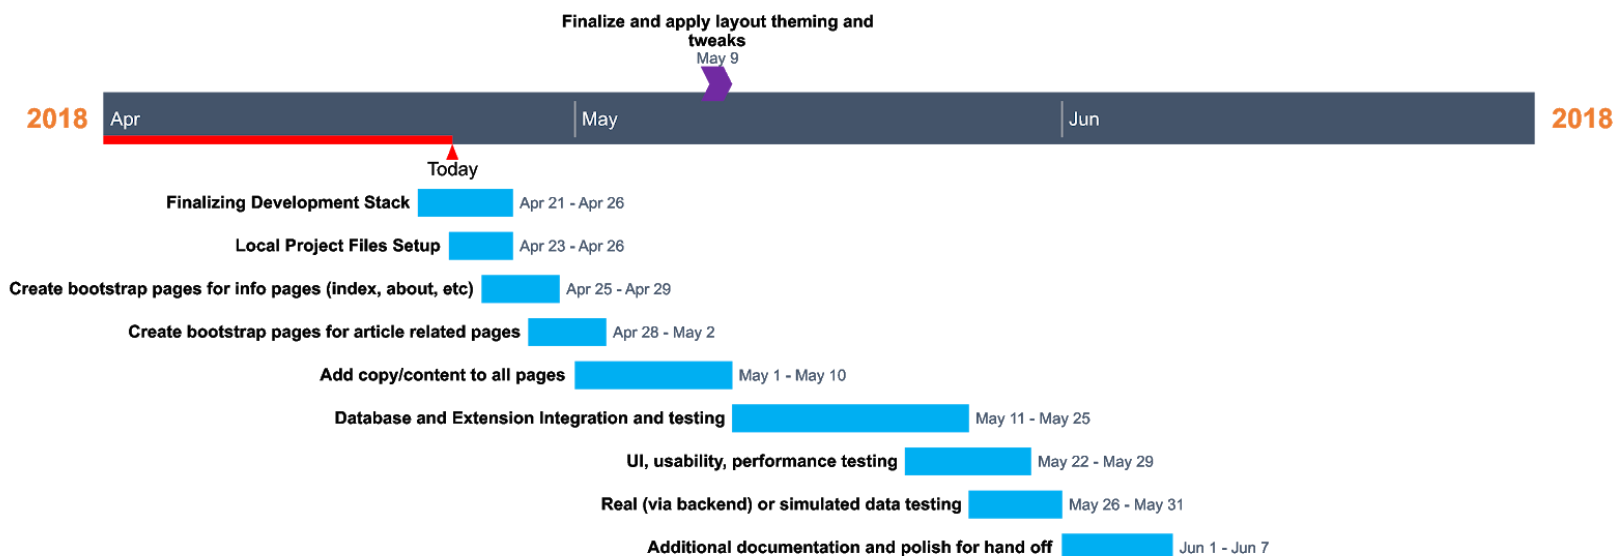 Finalize and apply layout theming and
tweaks
May 9
2018
Apr
May
Jun
2018
Today
Finalizing Development Stack Apr 21 - Apr 26
Local Project Files Setup Apr 23 - Apr 26
Create bootstrap pages for info pages (index, about, etc) Apr 25 - Apr 29
Create bootstrap pages for article related pages Apr 28 - May 2
Add copy/content to all pages May 1 - May 10
Database and Extension Integration and testing May 11 - May 25
UI, usability, performance testing May 22 - May 29
Real (via backend) or simulated data testing May 26 - May 31
Additional documentation and polish for hand off Jun 1 - Jun 7